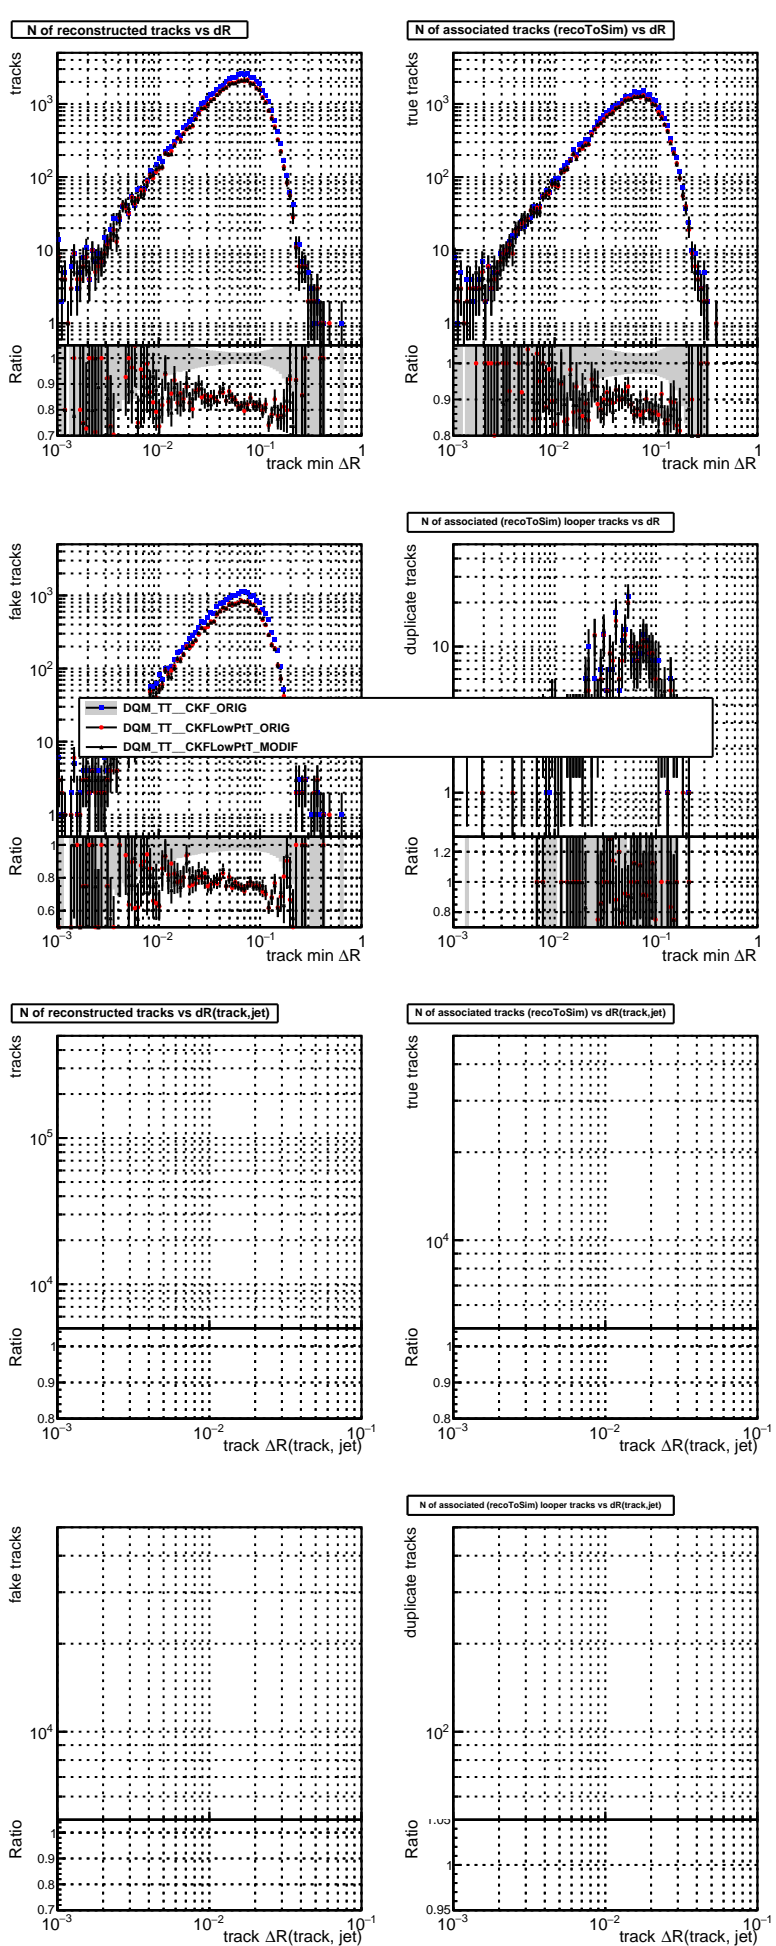 N of reconstructed tracks vs dR
tracks
10³
10²
10
1
Ratio
1
0.9
0.8
0.7
10⁻³ 10⁻² 10⁻¹ 1
track min ΔR
N of associated tracks (recoToSim) vs dR
true tracks
10³
10²
10
1
Ratio
1
0.9
0.8
10⁻³ 10⁻² 10⁻¹ 1
track min ΔR
fake tracks
10³
10²
10
1
Ratio
1
0.8
0.6
10⁻³ 10⁻² 10⁻¹ 1
track min ΔR
N of associated (recoToSim) looper tracks vs dR
duplicate tracks
10
1
Ratio
1.2
1
0.8
10⁻³ 10⁻² 10⁻¹ 1
track min ΔR
DQM_TT__CKF_ORIG
DQM_TT__CKFLowPtT_ORIG
DQM_TT__CKFLowPtT_MODIF
N of reconstructed tracks vs dR(track,jet)
tracks
10⁵
10⁴
Ratio
1
0.9
0.8
10⁻³ 10⁻² 10⁻¹
track ΔR(track, jet)
N of associated tracks (recoToSim) vs dR(track,jet)
true tracks
10⁴
Ratio
1
0.9
0.8
10⁻³ 10⁻² 10⁻¹
track ΔR(track, jet)
fake tracks
10⁴
Ratio
1
0.9
0.8
0.7
10⁻³ 10⁻² 10⁻¹
track ΔR(track, jet)
N of associated (recoToSim) looper tracks vs dR(track,jet)
duplicate tracks
10²
Ratio
1.05
1
0.95
10⁻³ 10⁻² 10⁻¹
track ΔR(track, jet)